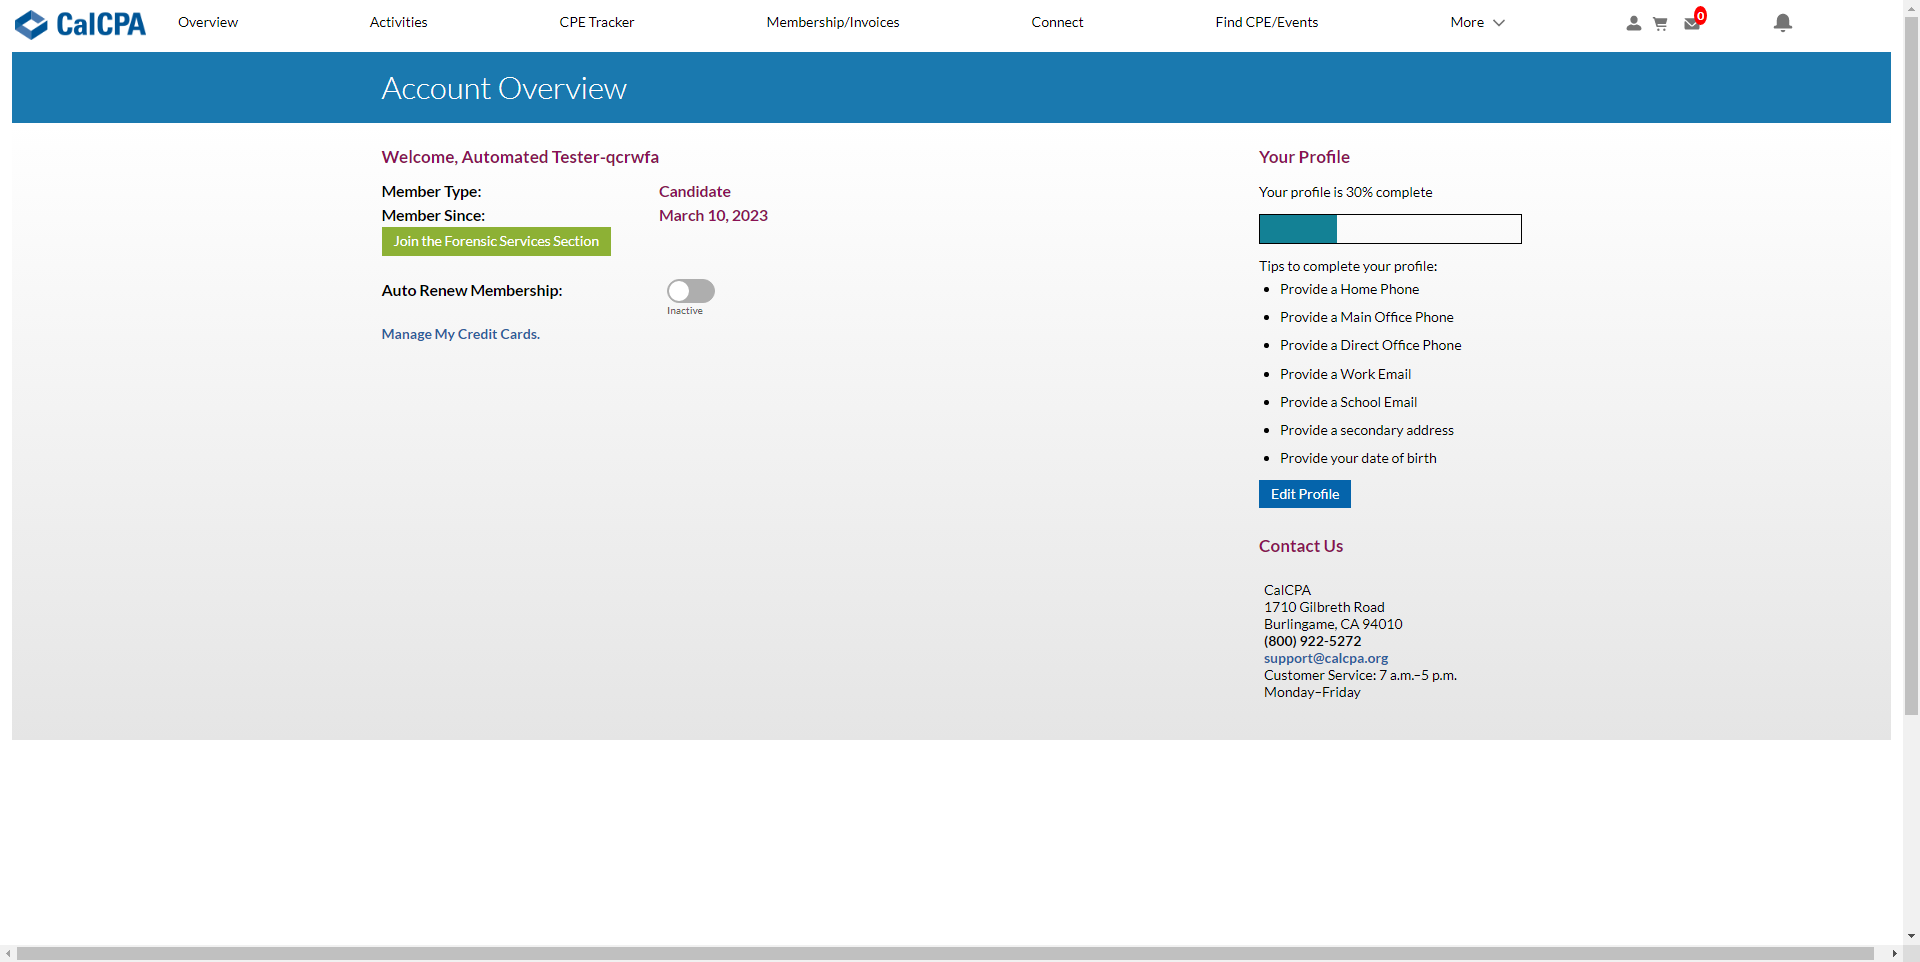 CalCPA
Overview
Activities
CPE Tracker
Membership/Invoices
Connect
Find CPE/Events
More
0
Account Overview
Welcome, Automated Tester-qcrwfa
Member Type: Candidate
Member Since: March 10, 2023
Join the Forensic Services Section
Auto Renew Membership:
Inactive
Manage My Credit Cards.
Your Profile
Your profile is 30% complete
Tips to complete your profile:
Provide a Home Phone
Provide a Main Office Phone
Provide a Direct Office Phone
Provide a Work Email
Provide a School Email
Provide a secondary address
Provide your date of birth
Edit Profile
Contact Us
CalCPA
1710 Gilbreth Road
Burlingame, CA 94010
(800) 922-5272
support@calcpa.org
Customer Service: 7 a.m.–5 p.m.
Monday–Friday